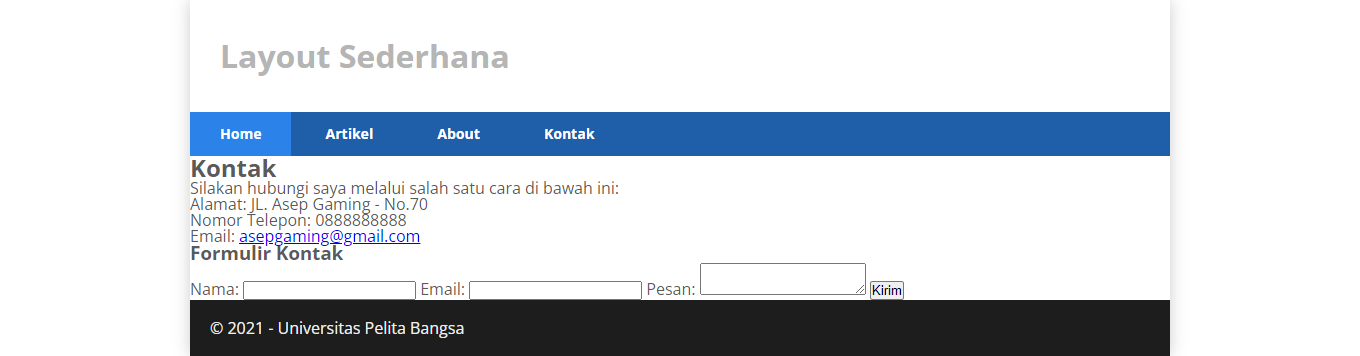 Layout Sederhana
Home Artikel About Kontak
Kontak
Silakan hubungi saya melalui salah satu cara di bawah ini:
Alamat: JL. Asep Gaming - No.70
Nomor Telepon: 0888888888
Email: asepgaming@gmail.com
Formulir Kontak
Nama: Email: Pesan: Kirim
© 2021 - Universitas Pelita Bangsa